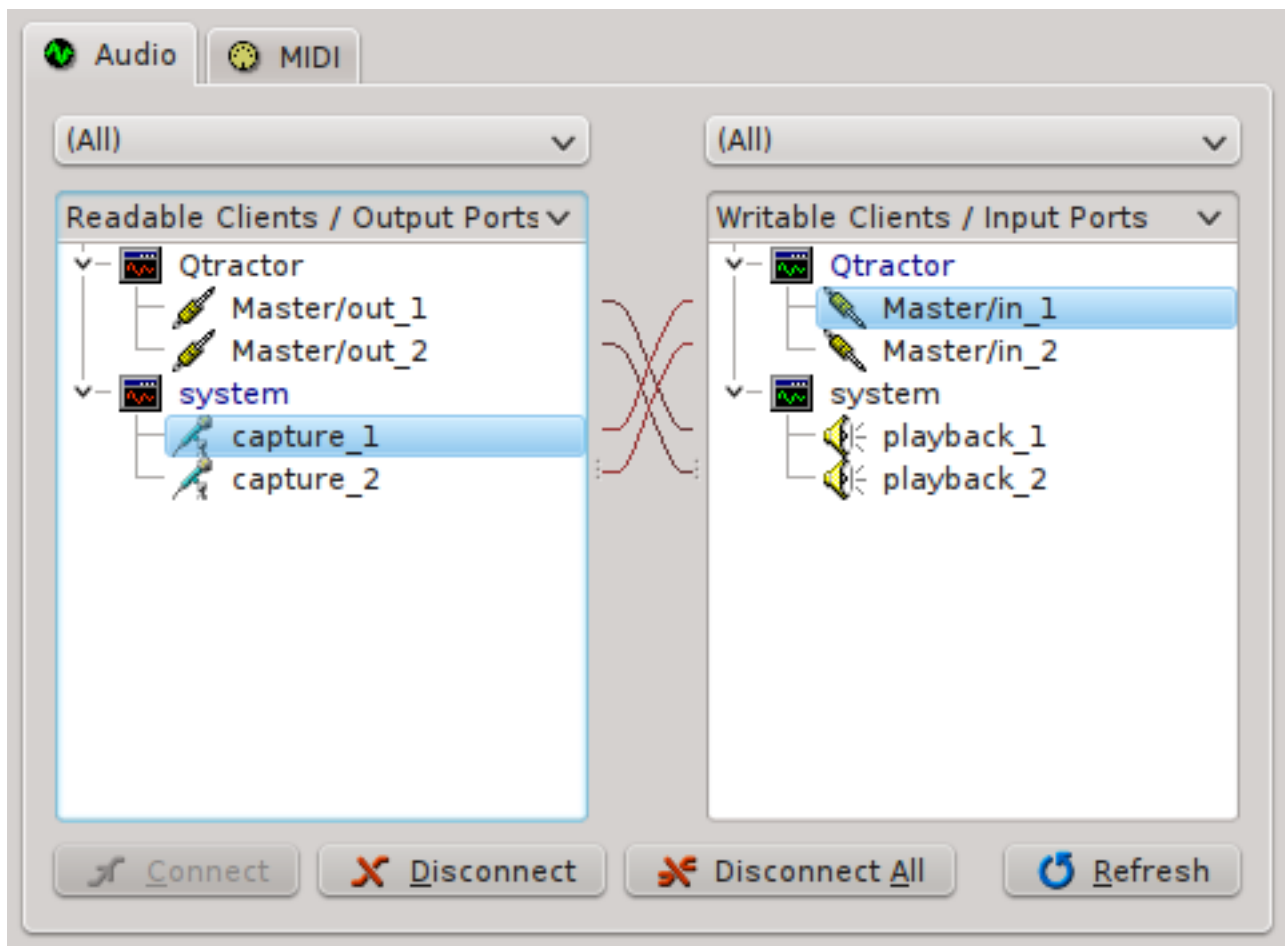 Audio
MIDI
(All)
(All)
Readable Clients / Output Ports
Writable Clients / Input Ports
Qtractor
Master/out_1
Master/out_2
system
capture_1
capture_2
Qtractor
Master/in_1
Master/in_2
system
playback_1
playback_2
Connect
Disconnect
Disconnect All
Refresh